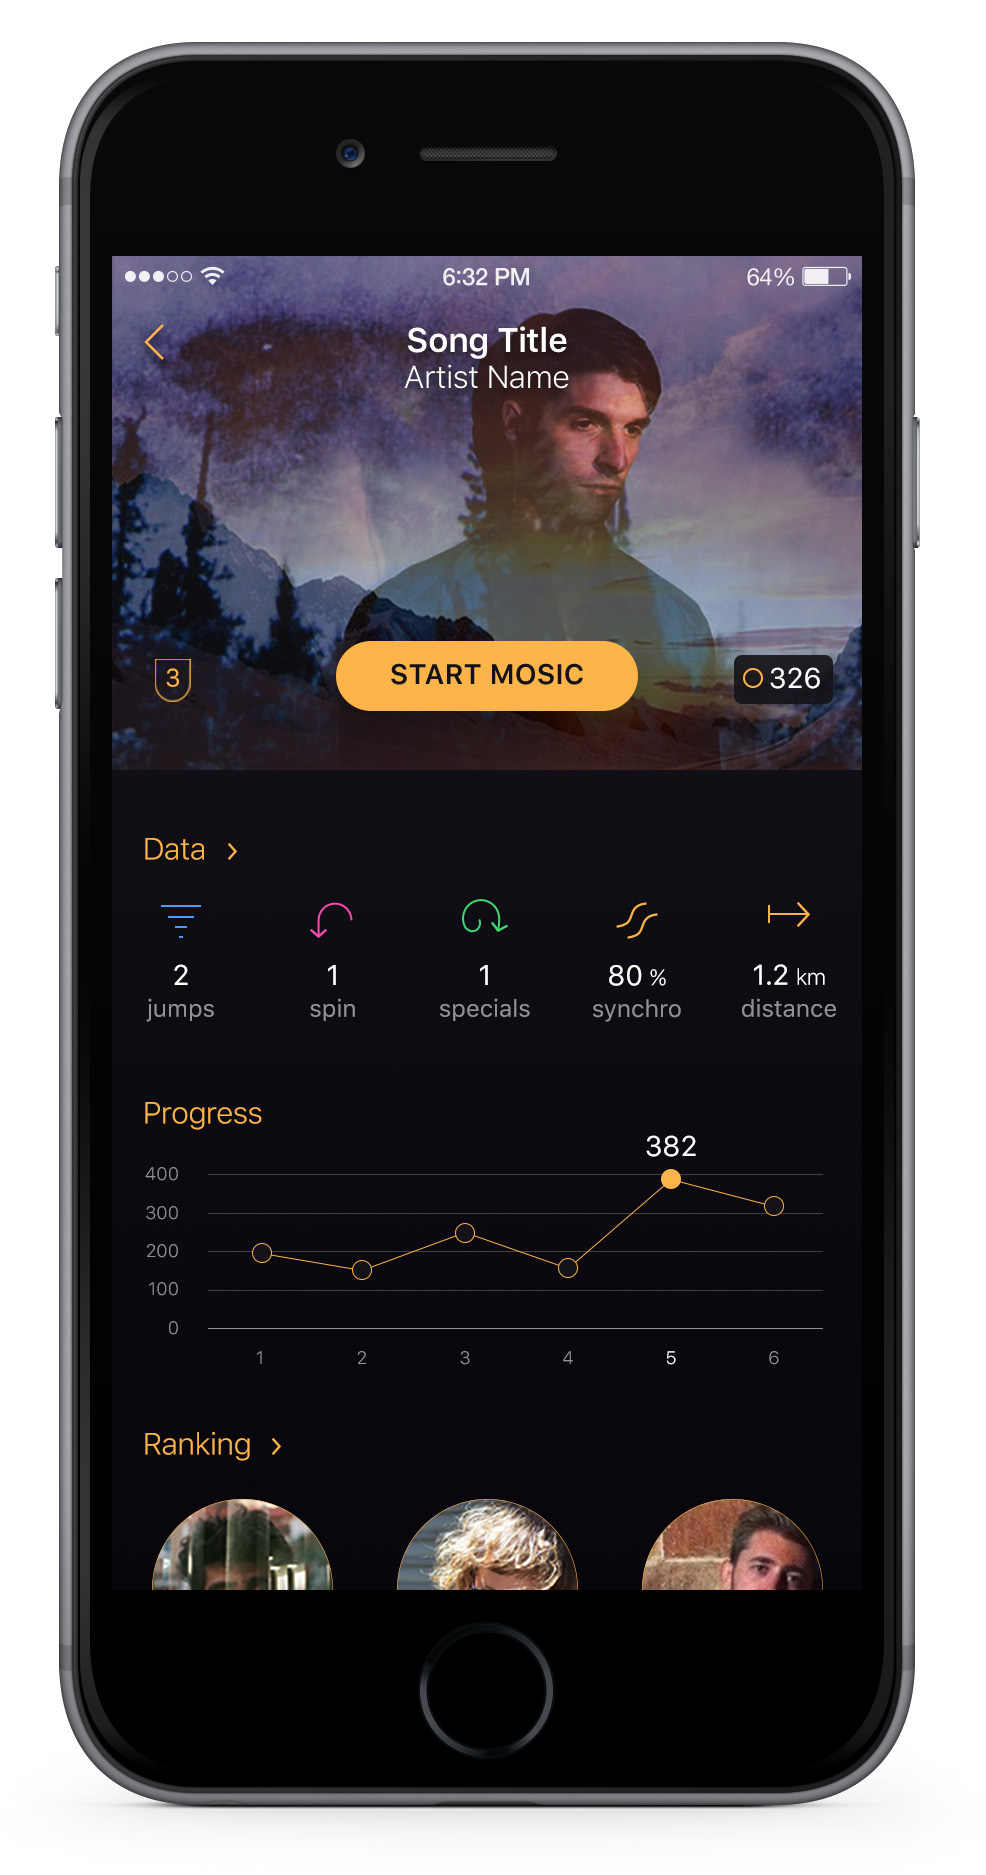 6:32 PM
64%
Song Title
Artist Name
3
START MOSIC
326
Data
2
1
1
80 %
1.2 km
jumps
spin
specials
synchro
distance
Progress
382
400
300
200
100
0
1
2
3
4
5
6
Ranking